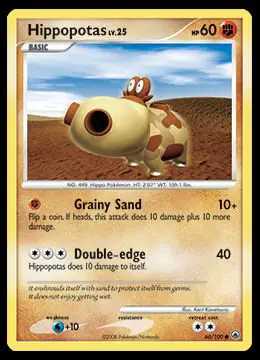 Hippopotas LV.25
HP 60
BASIC
NO. 449 Hippo Pokémon HT: 2'07" WT: 109.1 lbs.
Grainy Sand 10+
Flip a coin. If heads, this attack does 10 damage plus 10 more
damage.
Double-edge 40
Hippopotas does 10 damage to itself.
It enshrouds itself with sand to protect itself from germs.
It does not enjoy getting wet.
weakness resistance retreat cost
+10
©2008 Pokémon/Nintendo